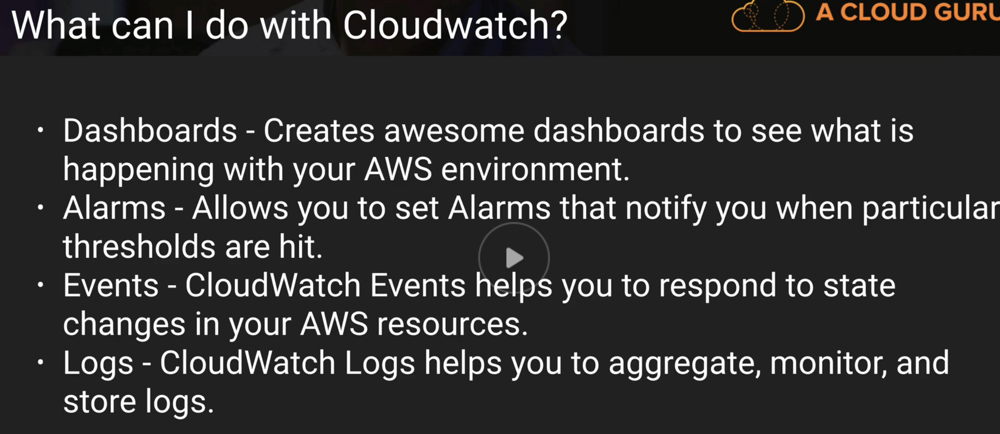 What can I do with Cloudwatch?
A CLOUD GURU
• Dashboards - Creates awesome dashboards to see what is
happening with your AWS environment.
• Alarms - Allows you to set Alarms that notify you when particular
thresholds are hit.
• Events - CloudWatch Events helps you to respond to state
changes in your AWS resources.
• Logs - CloudWatch Logs helps you to aggregate, monitor, and
store logs.